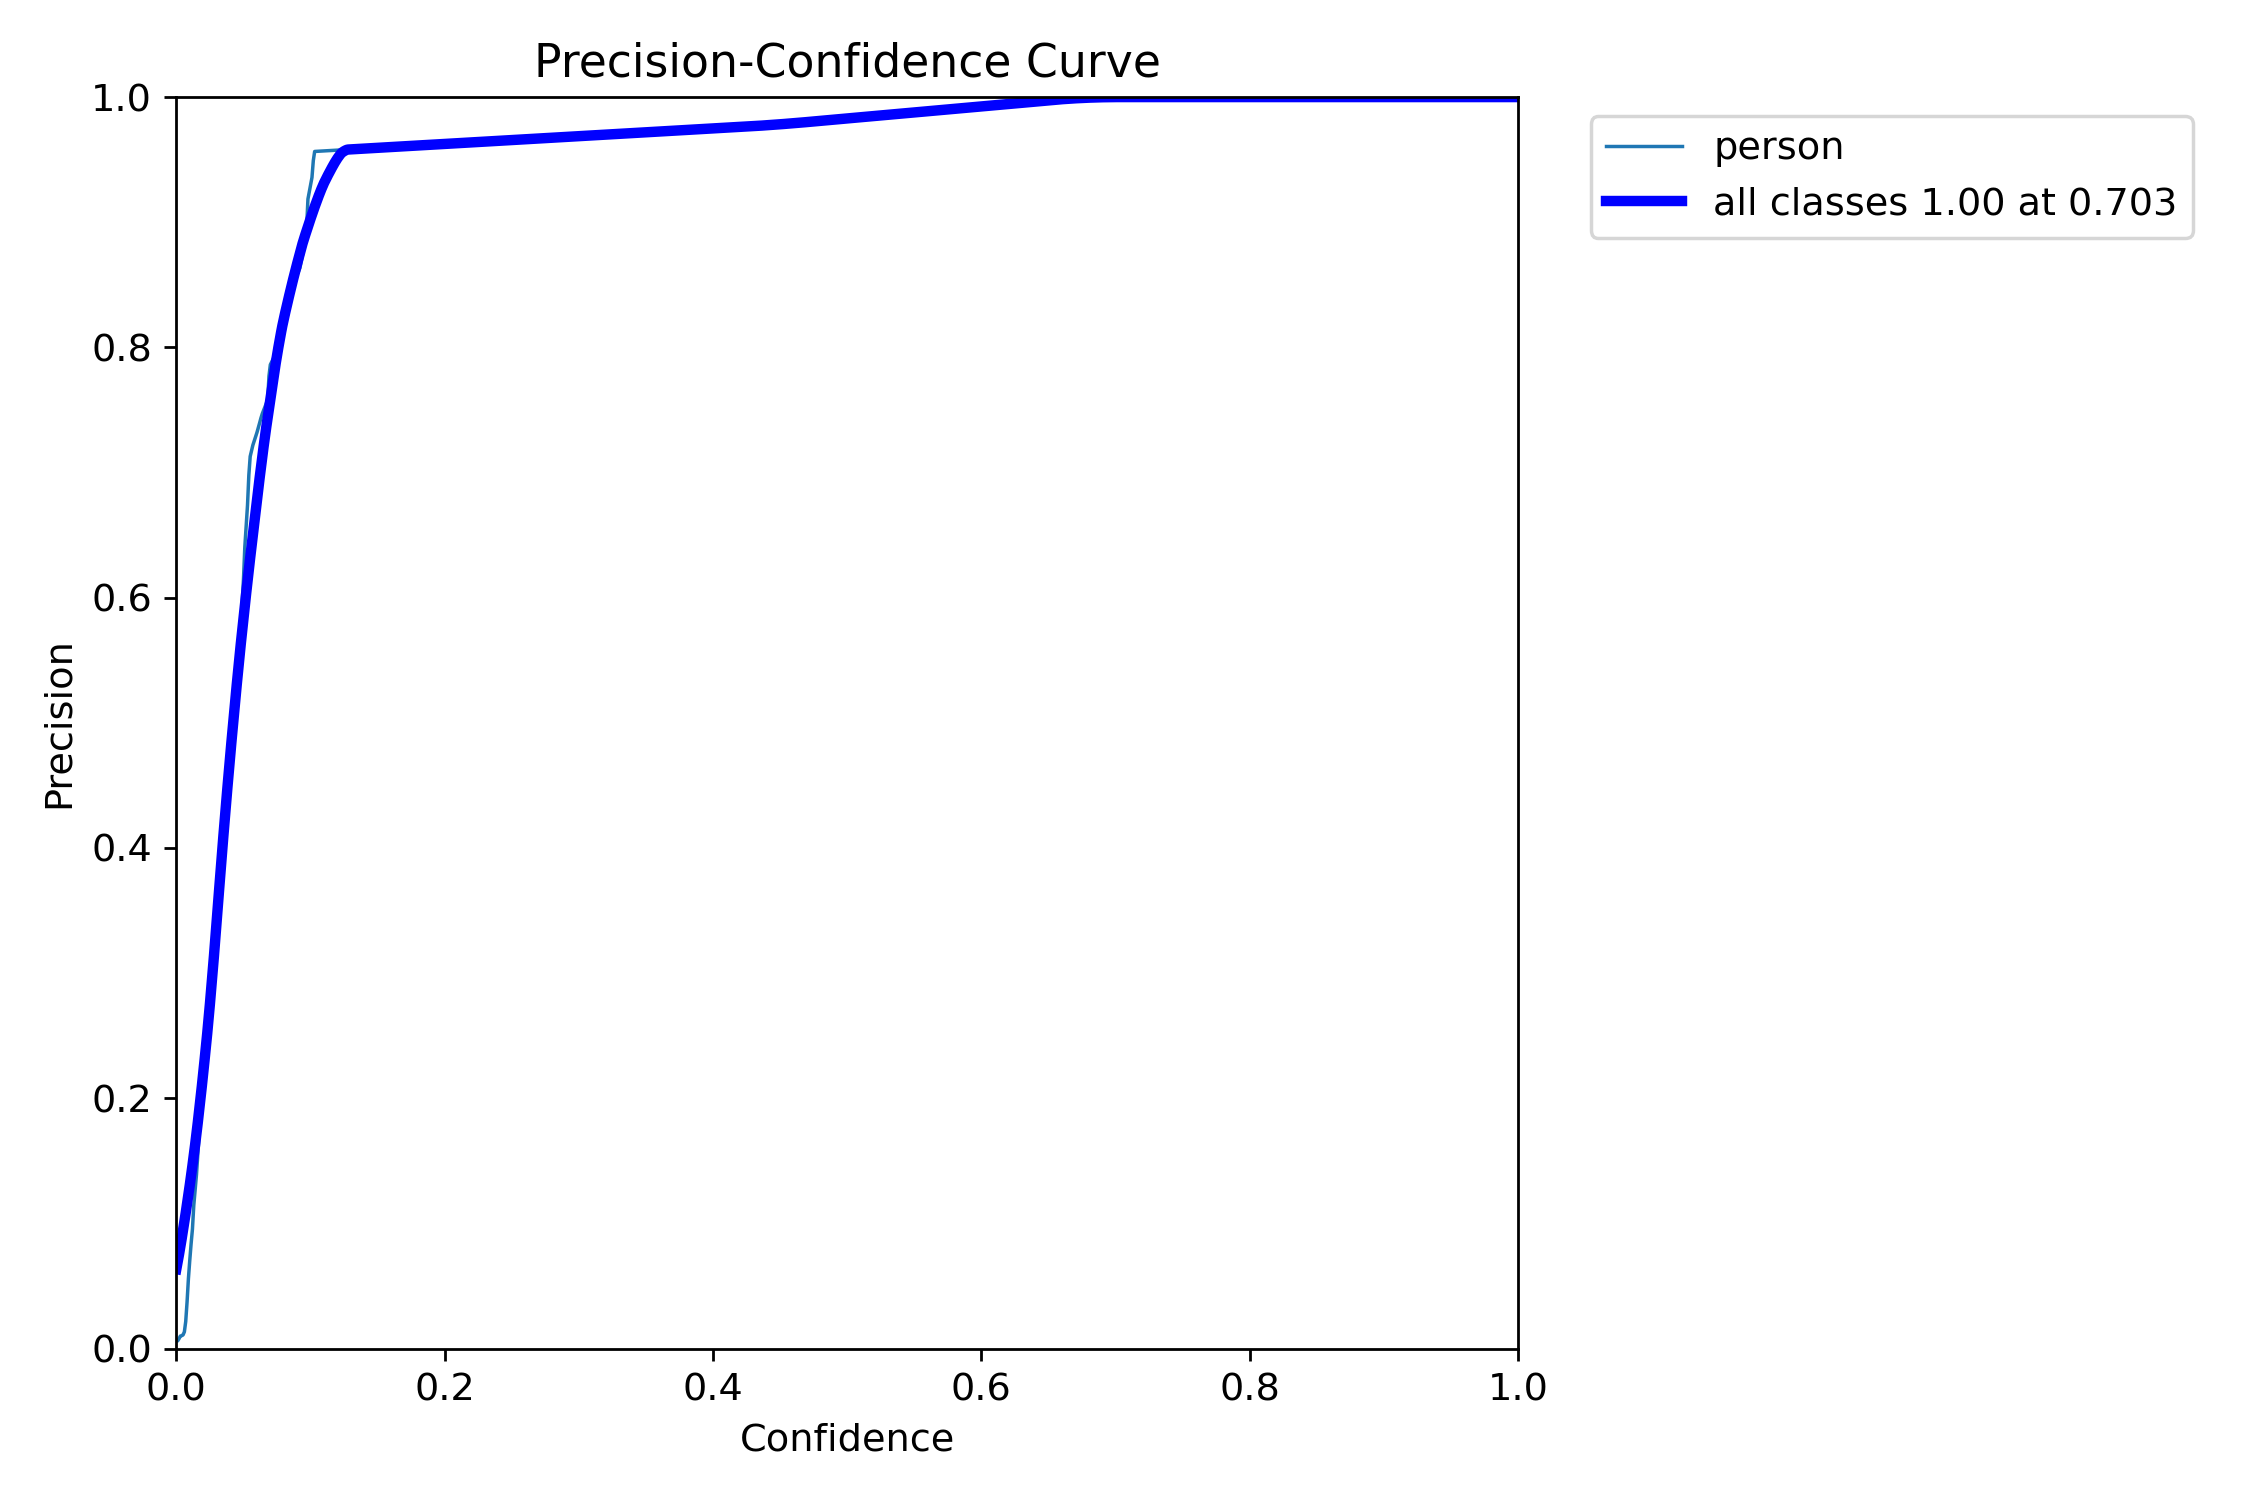 Precision-Confidence Curve
1.0
0.8
0.6
0.4
0.2
0.0
Precision
0.0 0.2 0.4 0.6 0.8 1.0
Confidence
person
all classes 1.00 at 0.703